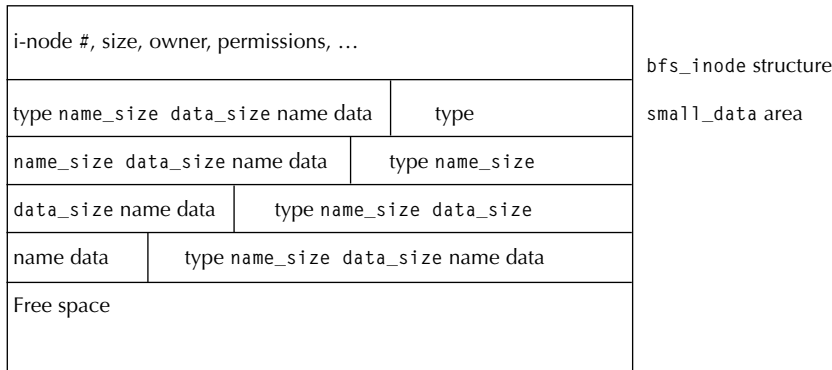 i-node #, size, owner, permissions, …
bfs_inode structure
type name_size data_size name data type
small_data area
name_size data_size name data type name_size
data_size name data type name_size data_size
name data type name_size data_size name data
Free space